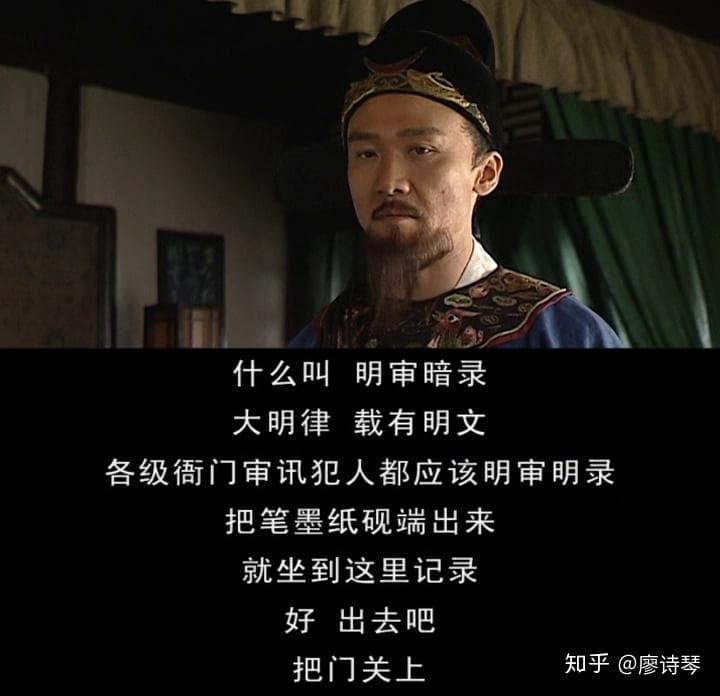 什么叫 明审暗录
大明律 载有明文
各级衙门审讯犯人都应该明审明录
把笔墨纸砚端出来
就坐到这里记录
好 出去吧
把门关上
知乎 @廖诗琴